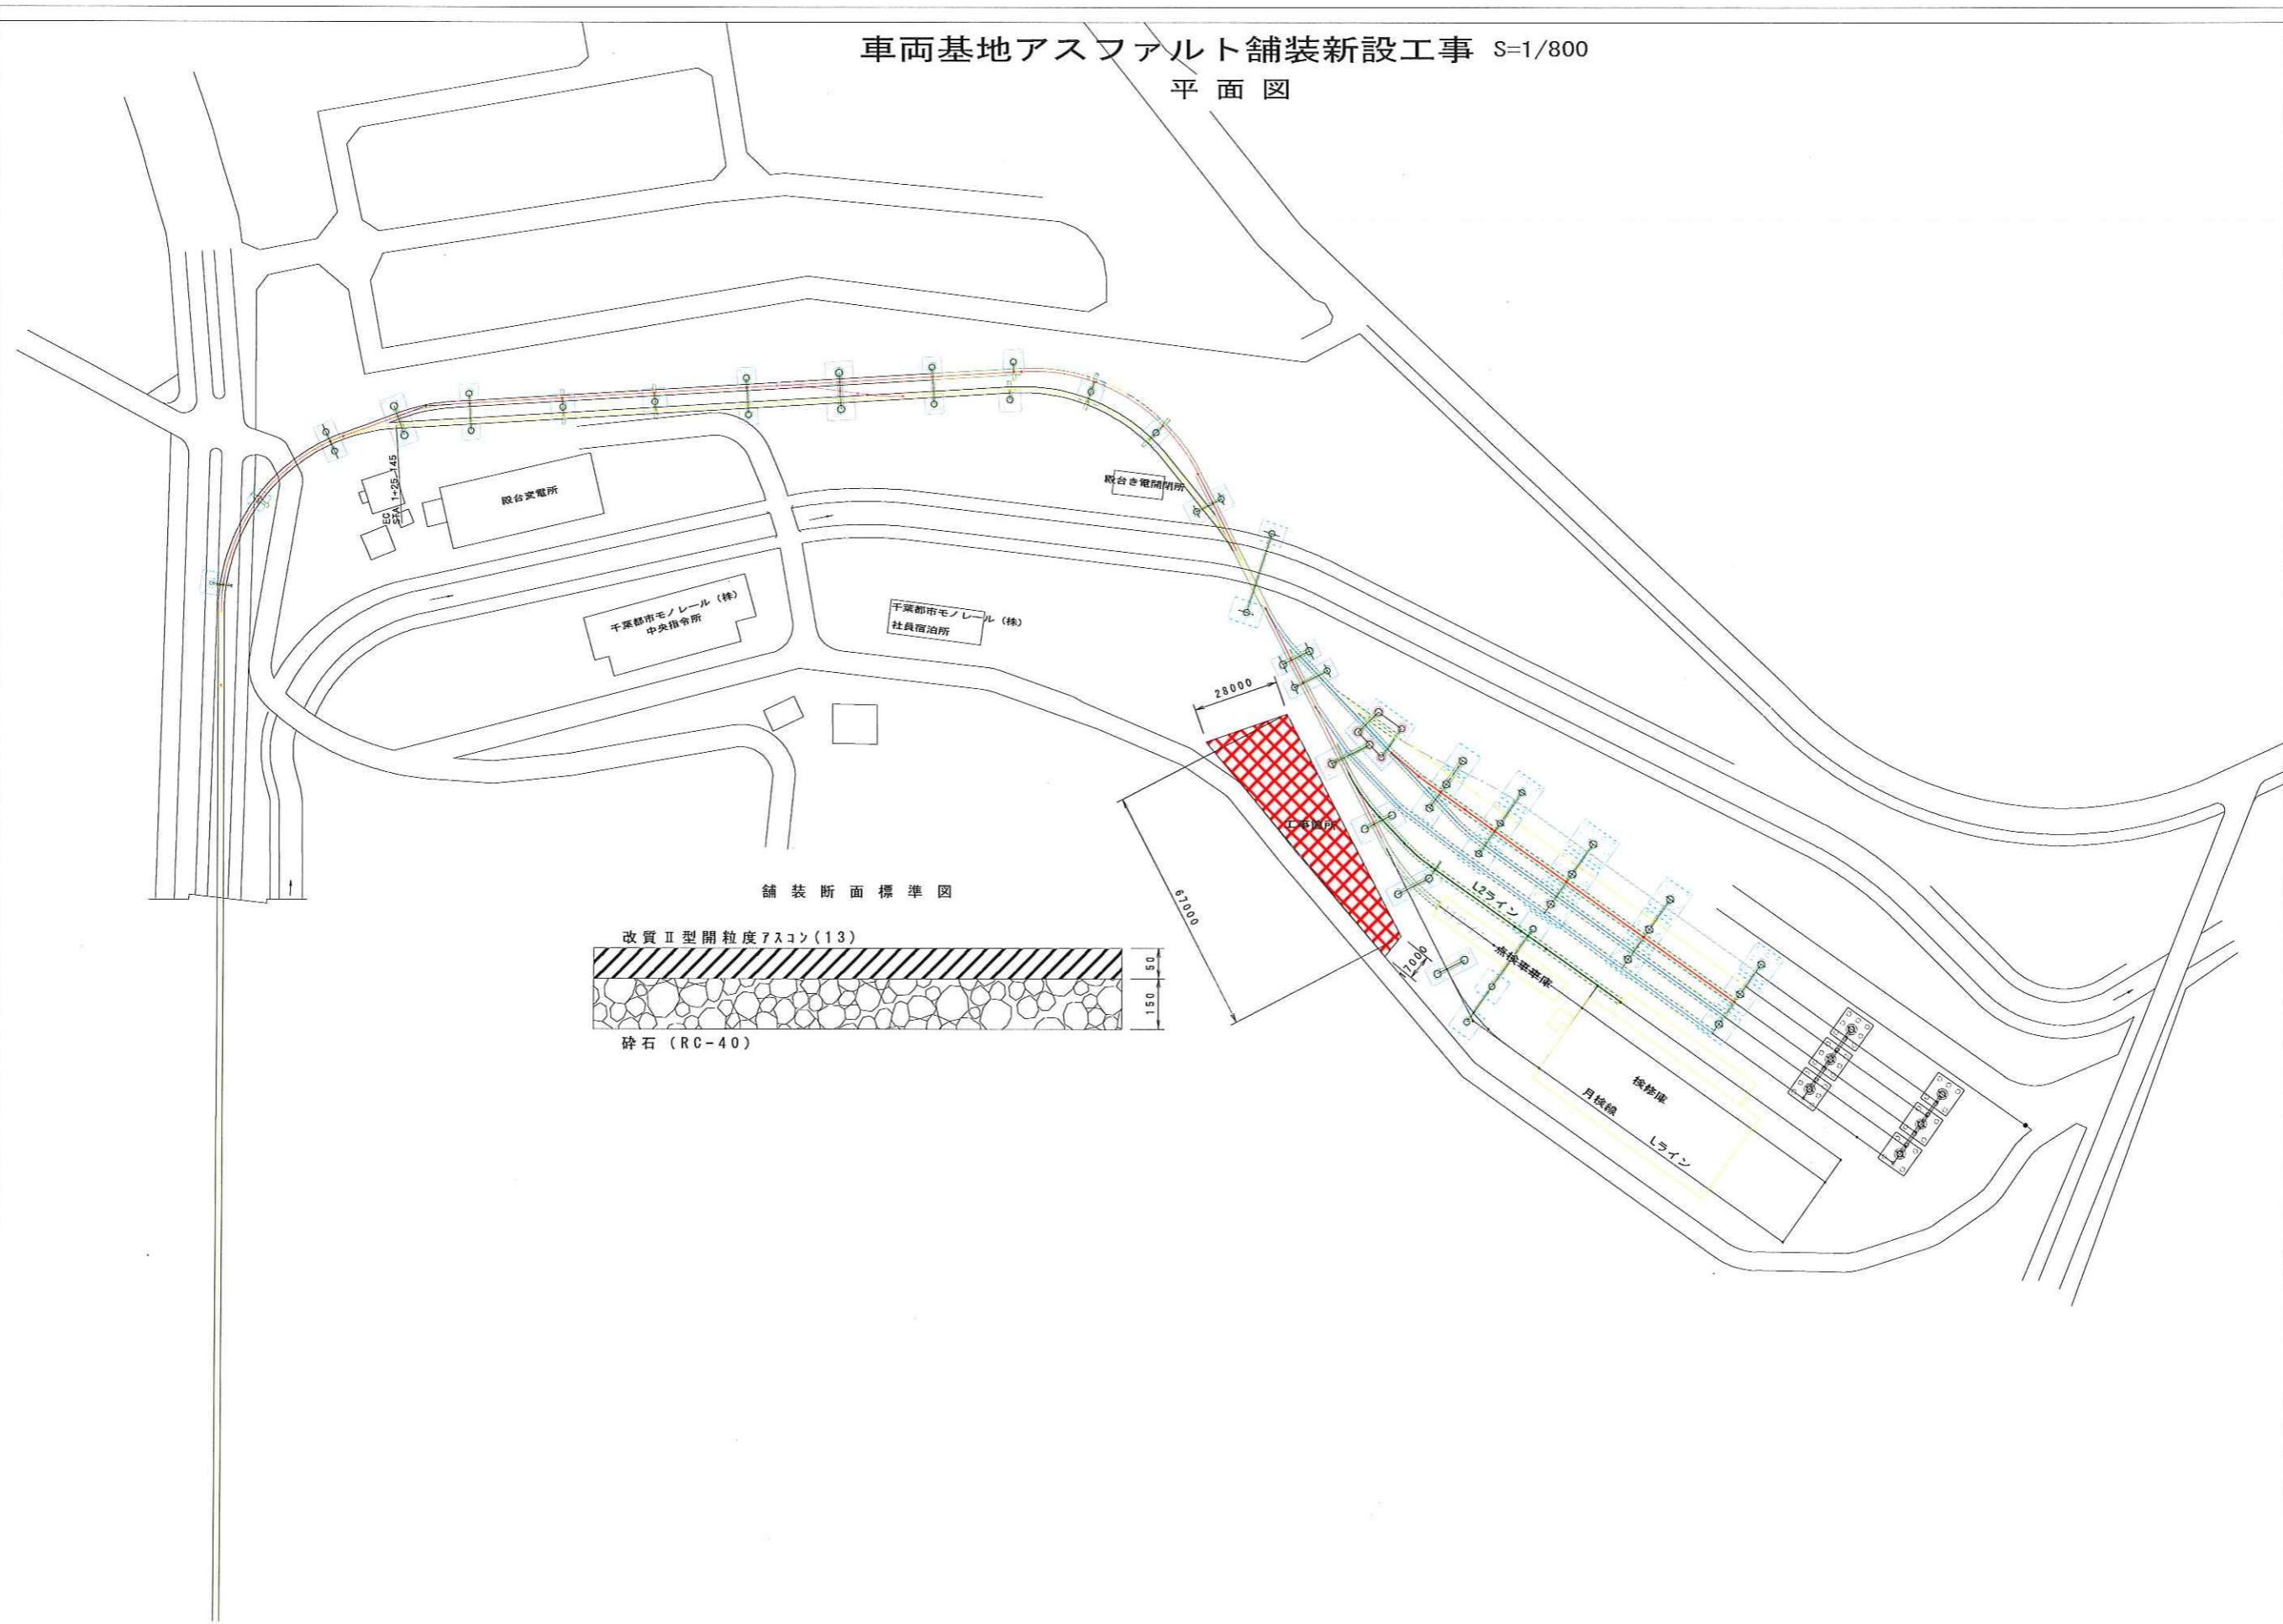 車両基地アスファルト舗装新設工事 S=1/800
平面図
殿台変電所
EC
STA 1+25.145
殿台き電開閉所
千葉都市モノレール（株）
中央指令所
千葉都市モノレール（株）
社員宿泊所
28000
工事箇所
67000
7000
L2ライン
点検車車庫
検修庫
月検線
Lライン
舗装断面標準図
改質Ⅱ型開粒度アスコン(13)
50
150
砕石（RC-40）